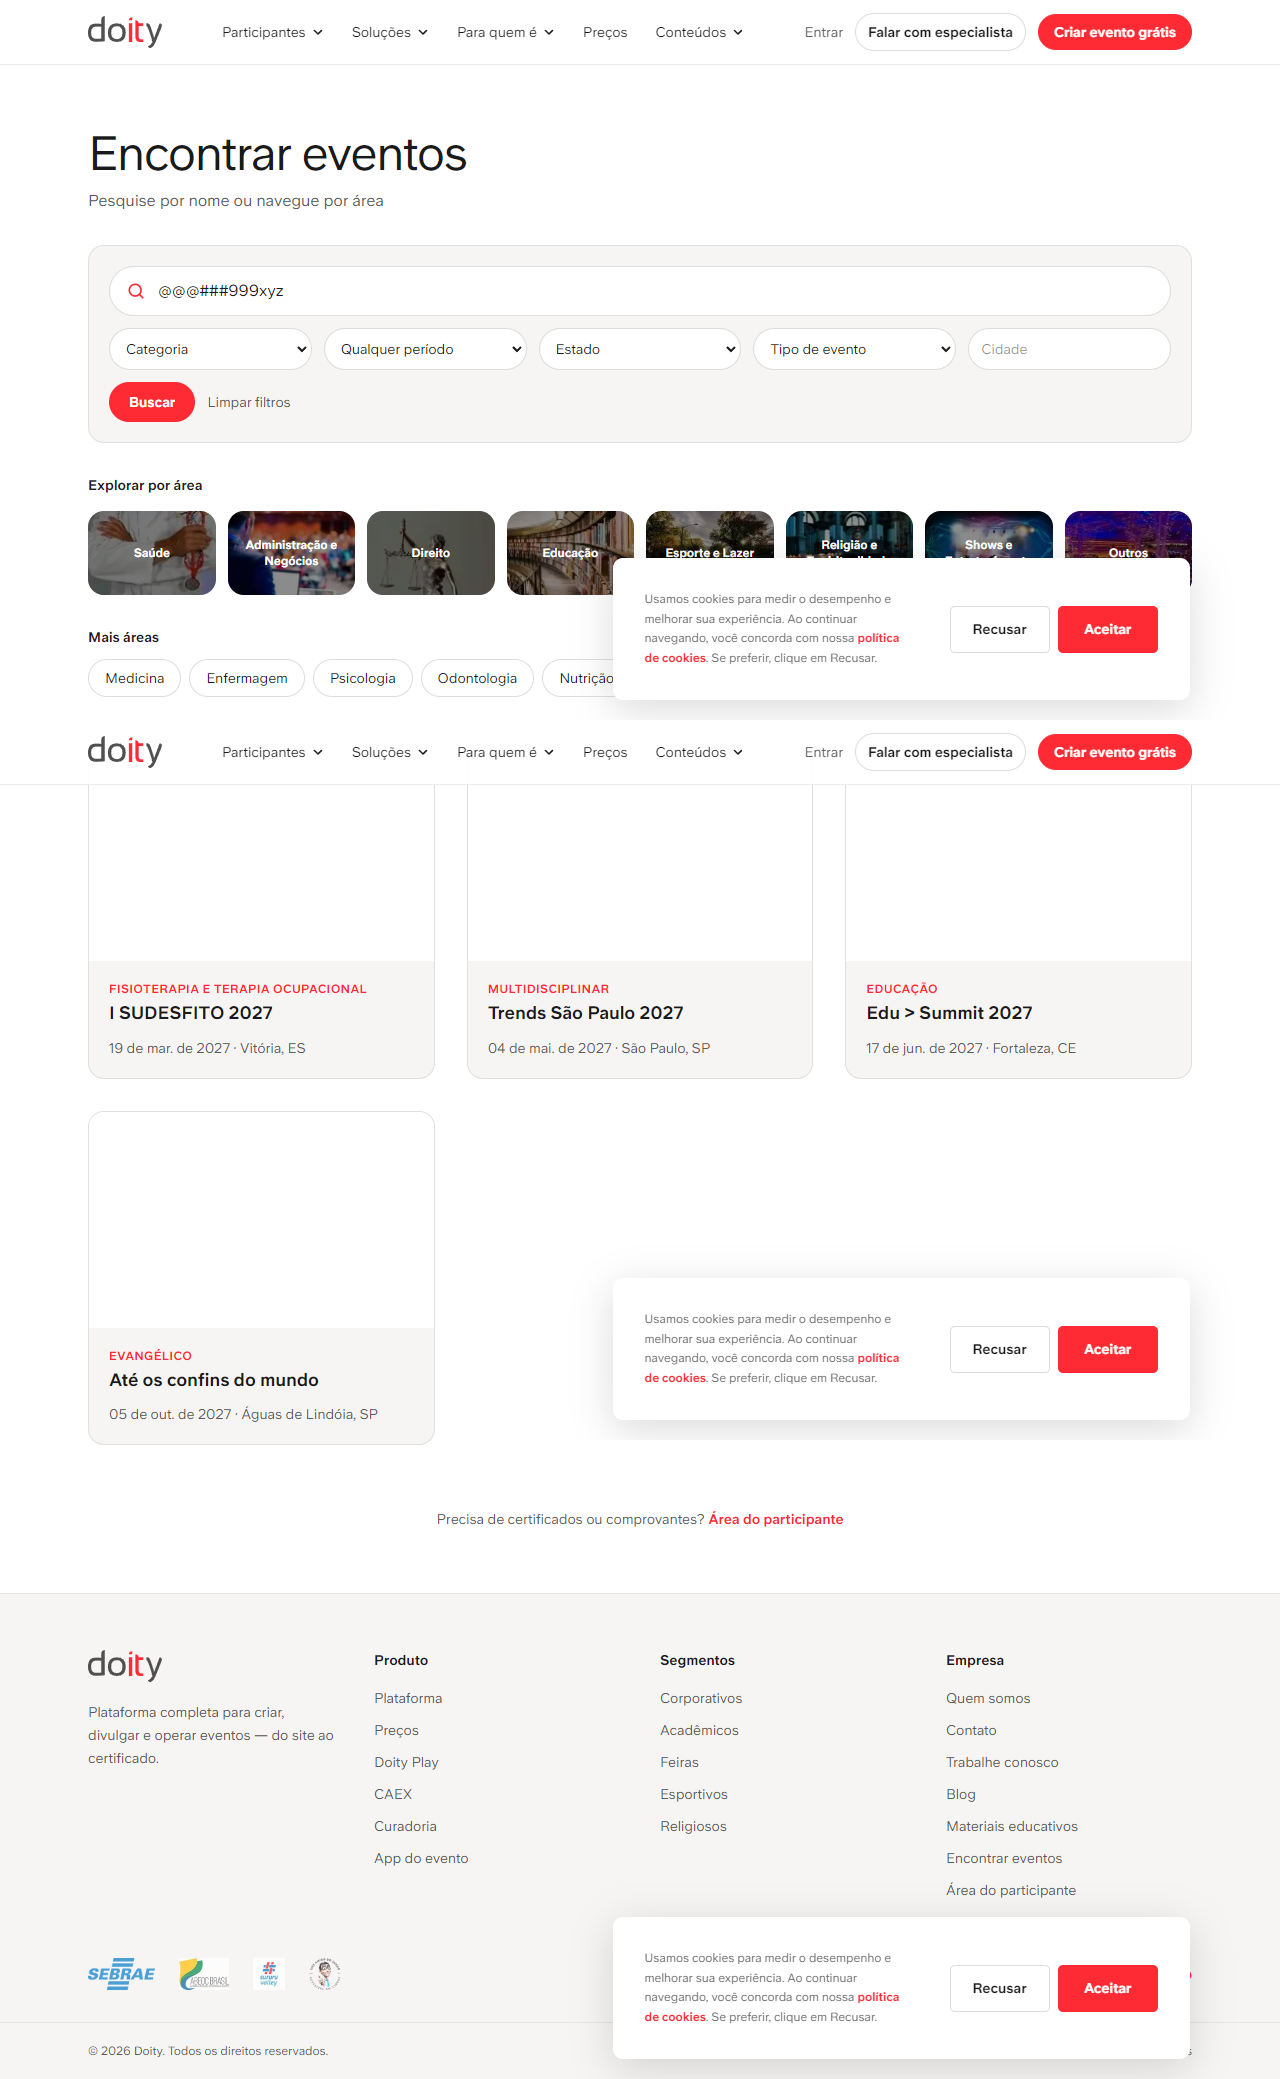 doity
Participantes
Soluções
Para quem é
Preços
Conteúdos
Entrar
Falar com especialista
Criar evento grátis
Encontrar eventos
Pesquise por nome ou navegue por área
@@@###999xyz
Categoria
Qualquer período
Estado
Tipo de evento
Cidade
Buscar
Limpar filtros
Explorar por área
Saúde
Administração e
Negócios
Direito
Educação
Esporte e Lazer
Religião e
Shows e
Outros
Usamos cookies para medir o desempenho e
melhorar sua experiência. Ao continuar
navegando, você concorda com nossa política
de cookies. Se preferir, clique em Recusar.
Recusar
Aceitar
Mais áreas
Medicina
Enfermagem
Psicologia
Odontologia
Nutrição
doity
Participantes
Soluções
Para quem é
Preços
Conteúdos
Entrar
Falar com especialista
Criar evento grátis
FISIOTERAPIA E TERAPIA OCUPACIONAL
I SUDESFITO 2027
19 de mar. de 2027 · Vitória, ES
MULTIDISCIPLINAR
Trends São Paulo 2027
04 de mai. de 2027 · São Paulo, SP
EDUCAÇÃO
Edu > Summit 2027
17 de jun. de 2027 · Fortaleza, CE
EVANGÉLICO
Até os confins do mundo
05 de out. de 2027 · Águas de Lindóia, SP
Usamos cookies para medir o desempenho e
melhorar sua experiência. Ao continuar
navegando, você concorda com nossa política
de cookies. Se preferir, clique em Recusar.
Recusar
Aceitar
Precisa de certificados ou comprovantes? Área do participante
doity
Plataforma completa para criar,
divulgar e operar eventos — do site ao
certificado.
Produto
Plataforma
Preços
Doity Play
CAEX
Curadoria
App do evento
Segmentos
Corporativos
Acadêmicos
Feiras
Esportivos
Religiosos
Empresa
Quem somos
Contato
Trabalhe conosco
Blog
Materiais educativos
Encontrar eventos
Área do participante
SEBRAE
ABEOC BRASIL
sururu
valley
Usamos cookies para medir o desempenho e
melhorar sua experiência. Ao continuar
navegando, você concorda com nossa política
de cookies. Se preferir, clique em Recusar.
Recusar
Aceitar
© 2026 Doity. Todos os direitos reservados.